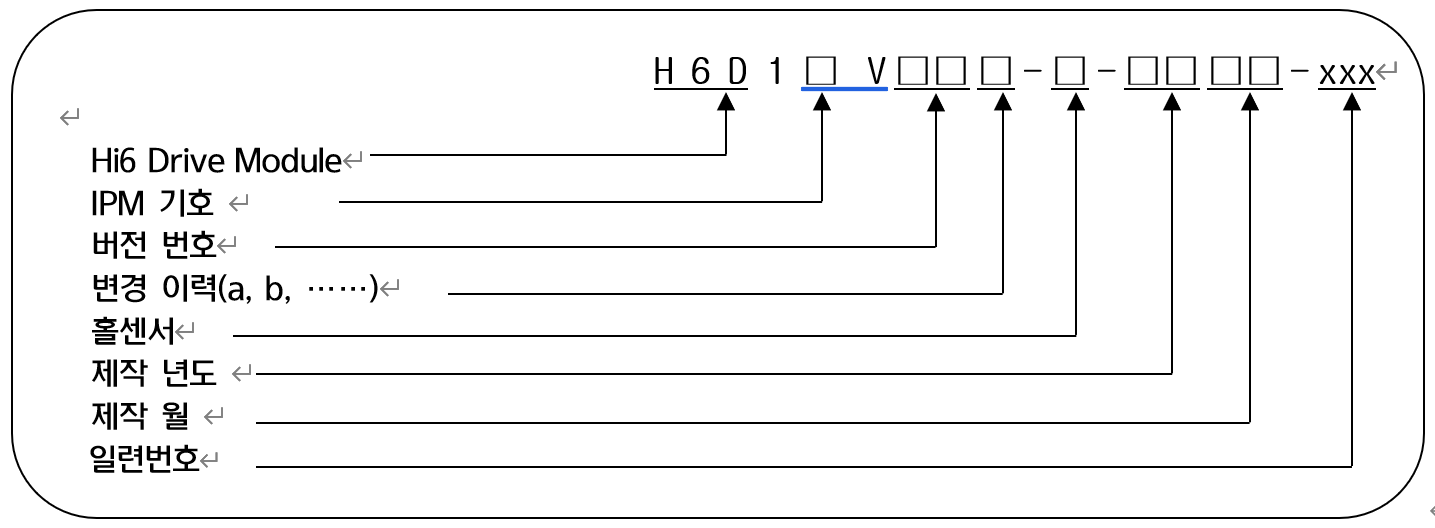 H 6 D 1 □ V □□ □ - □ - □□ □□ - xxx↵
↵
Hi6 Drive Module↵
IPM 기호 ↵
버전 번호↵
변경 이력(a, b, ⋯⋯)↵
홀센서↵
제작 년도 ↵
제작 월 ↵
일련번호↵